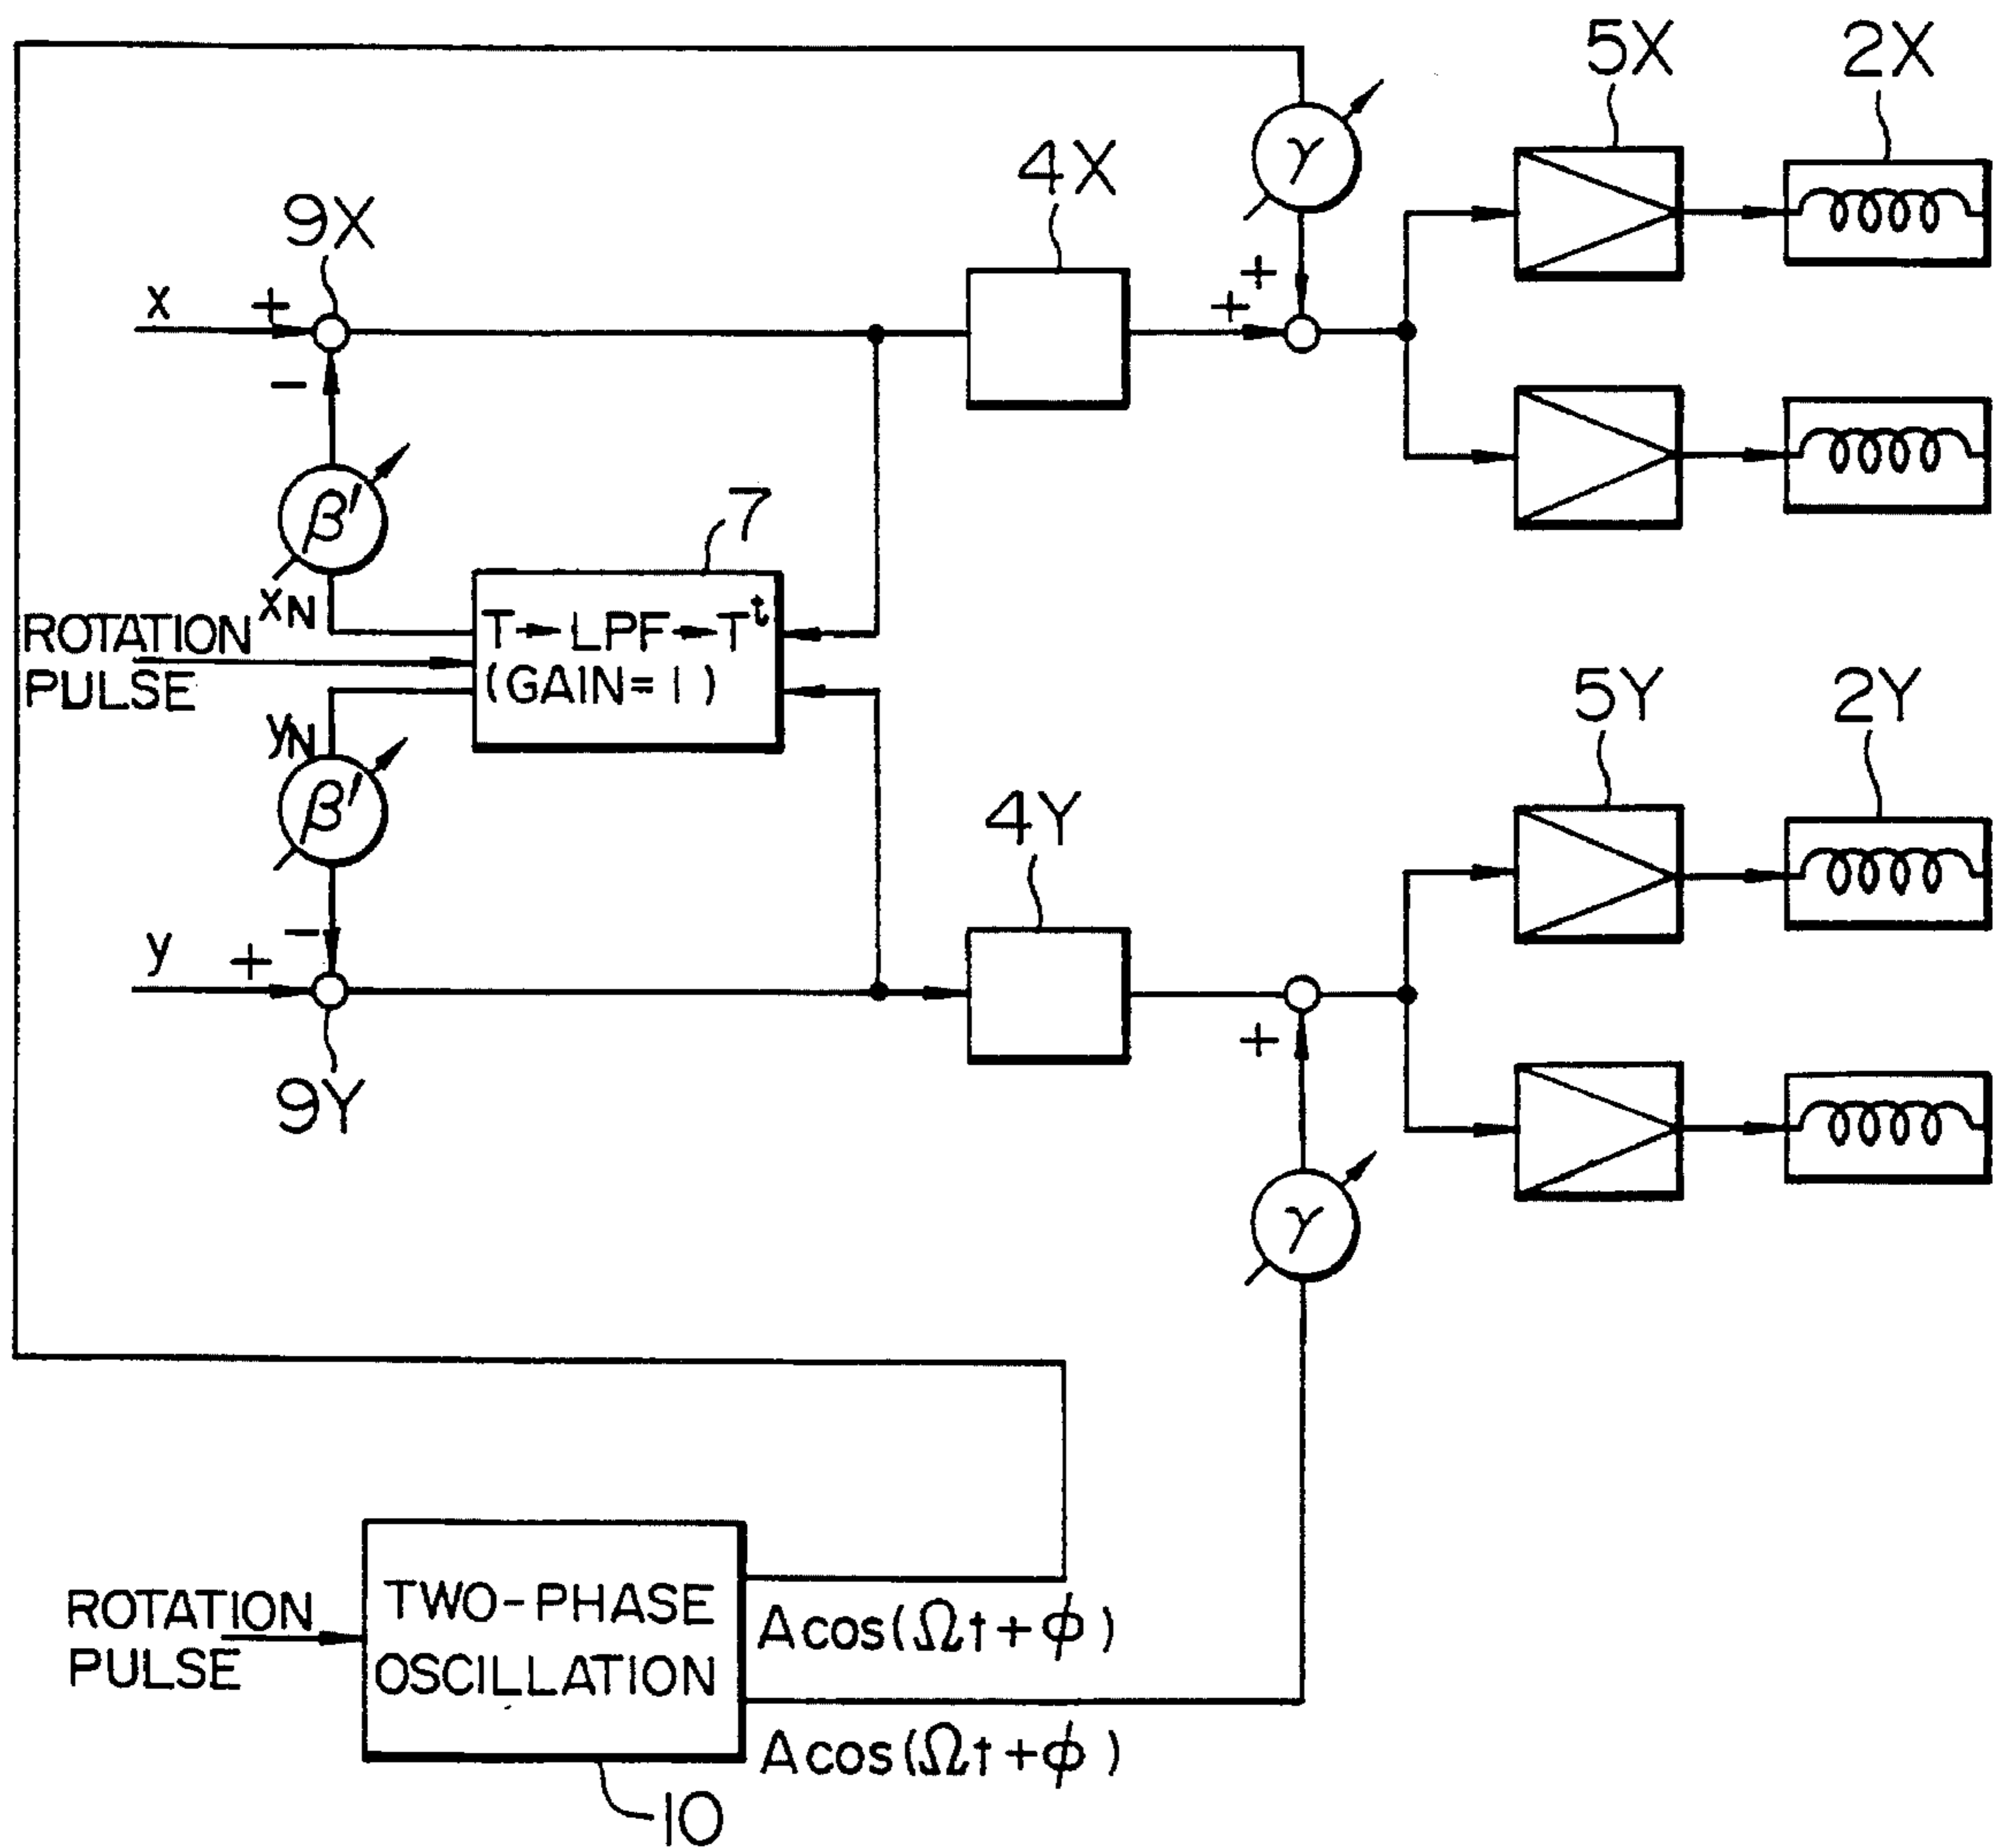 5X
2X
γ
4X
9X
x
+
+
+
−
β'
7
xN
ROTATION
PULSE
T→LPF→Tᵗ
(GAIN=1)
yN
β'
5Y
2Y
4Y
y
+
−
+
9Y
γ
ROTATION
PULSE
TWO-PHASE
OSCILLATION
Acos(Ωt+ϕ)
Acos(Ωt+ϕ)
10